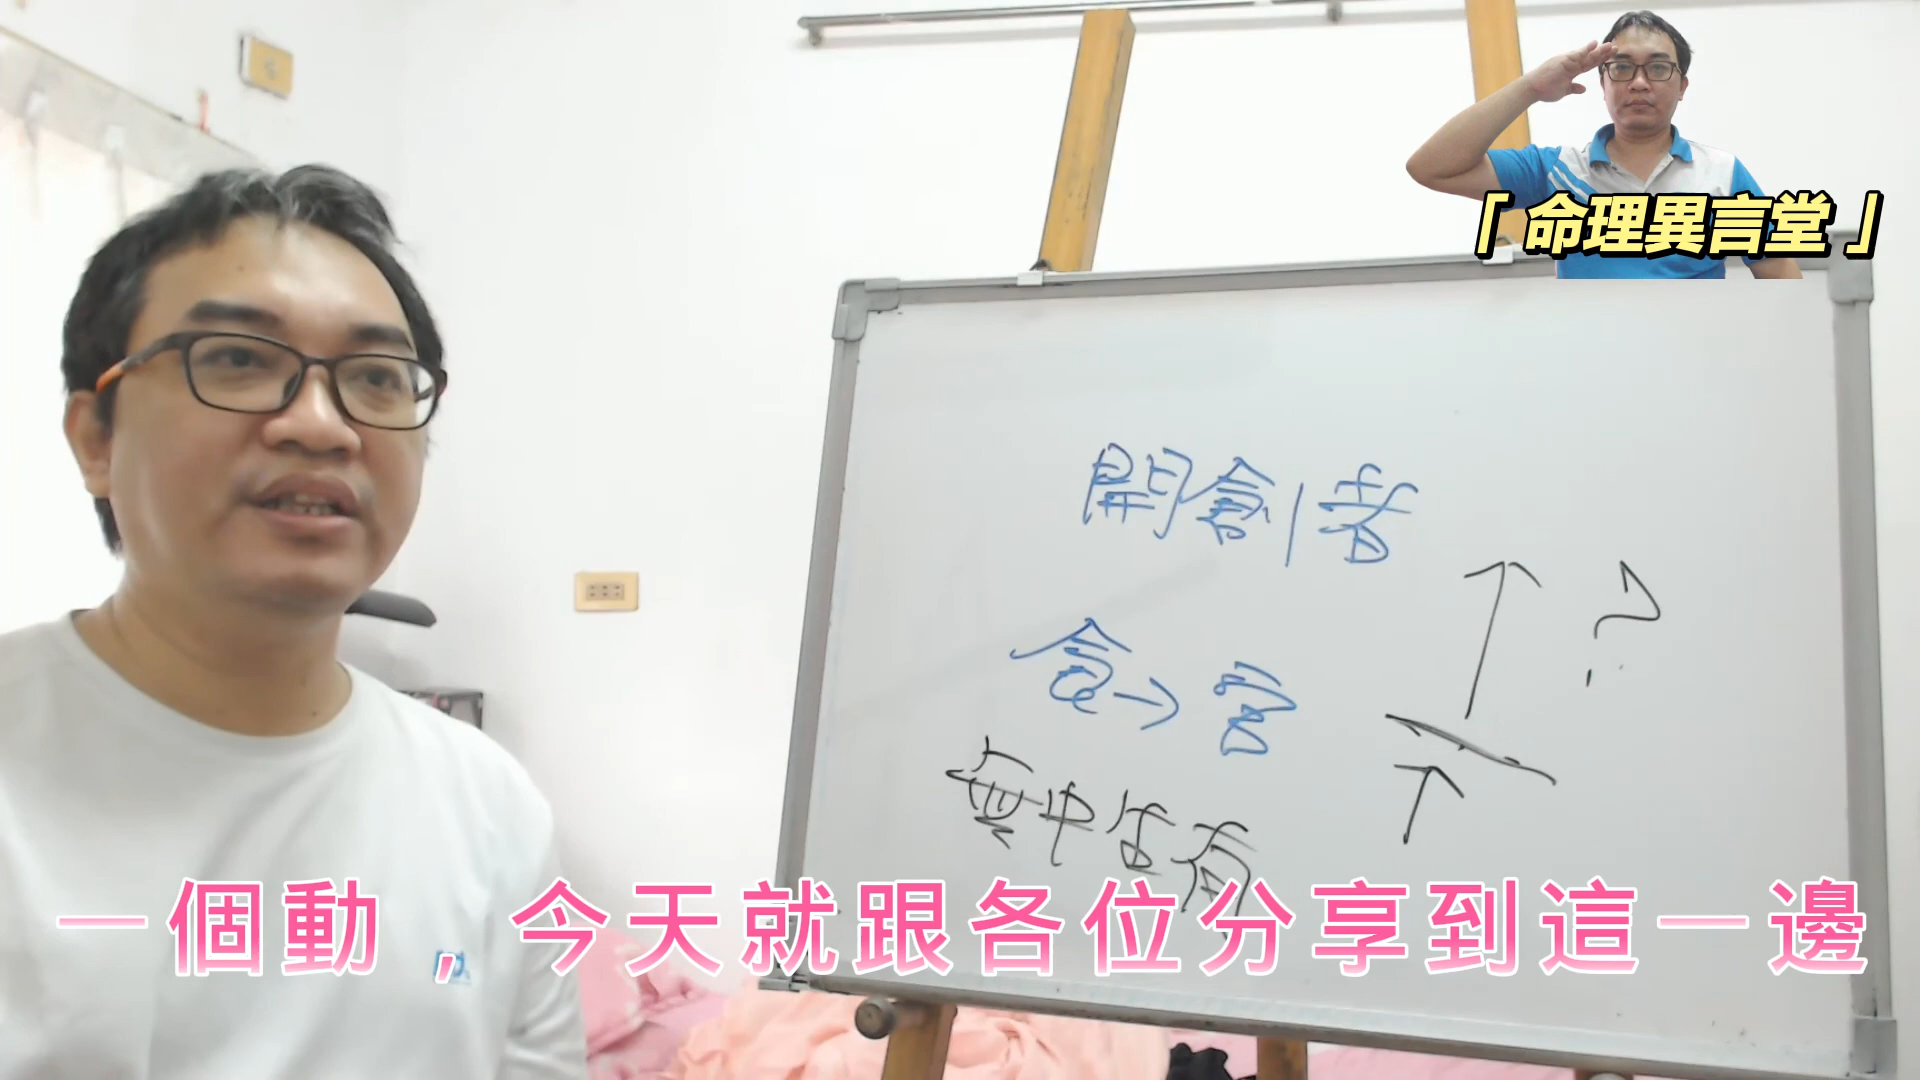 「命理異言堂」
開創者
食→官
無中生有
?
一個動，今天就跟各位分享到這一邊